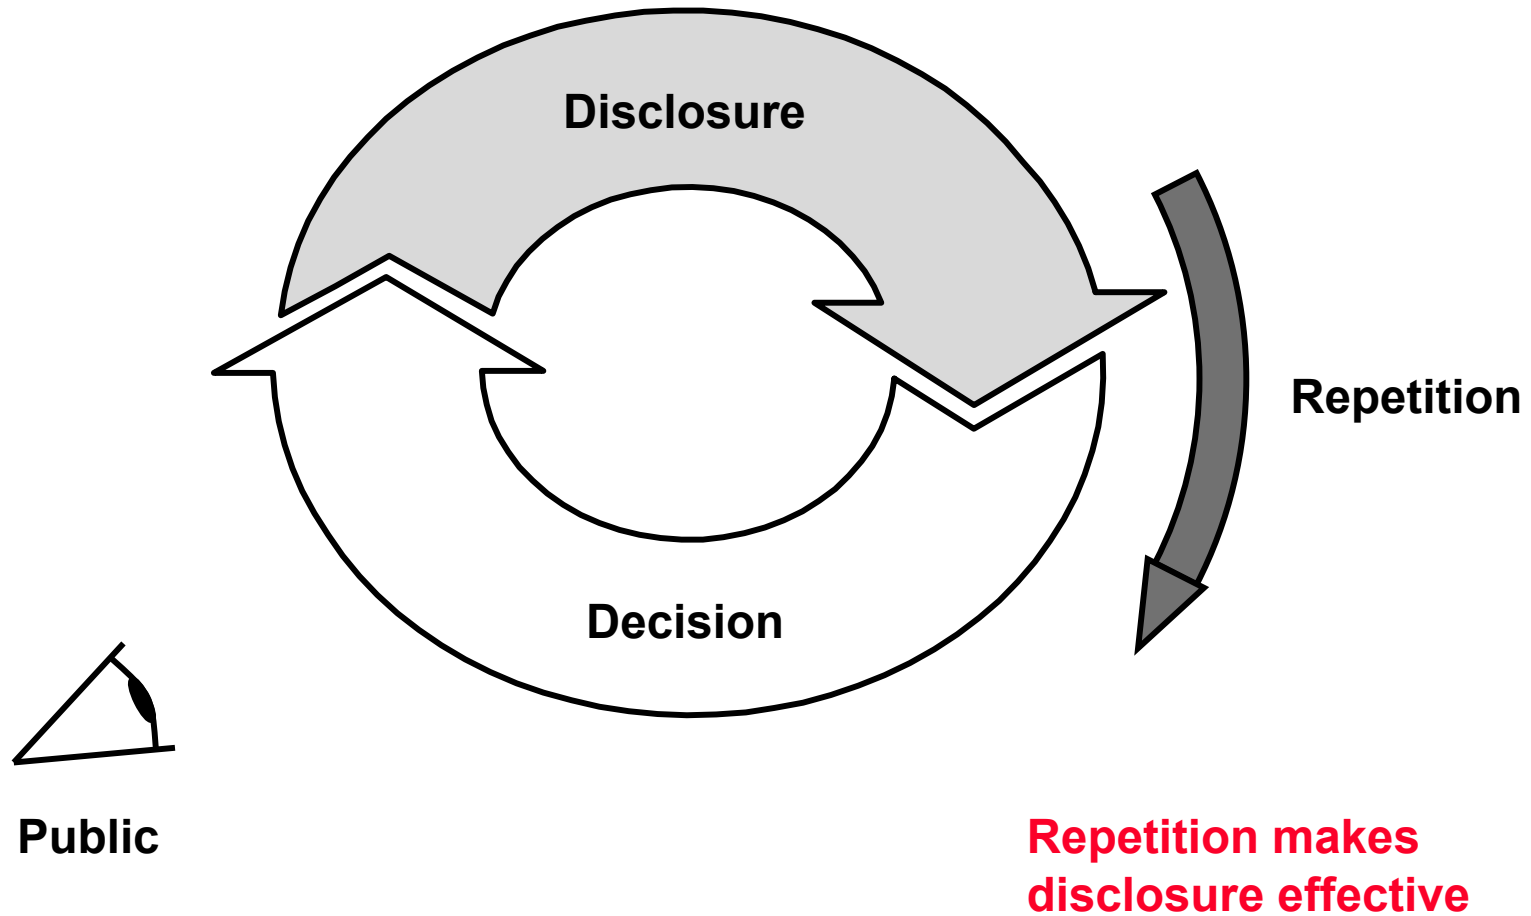 Disclosure
Repetition
Decision
Public
Repetition makes
disclosure effective